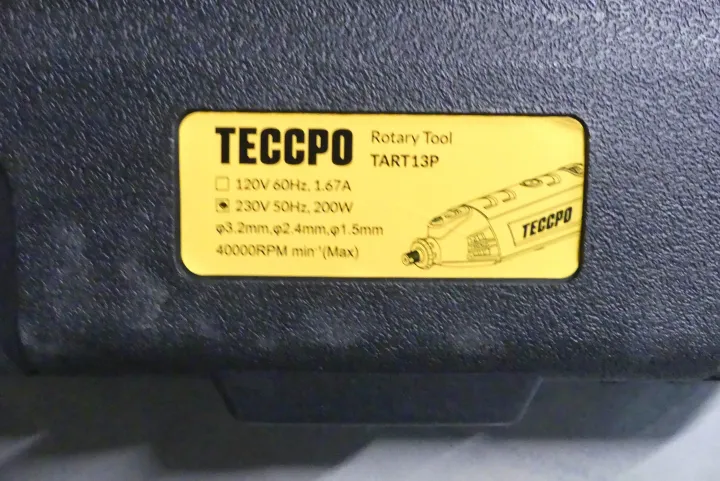 TECCPO
Rotary Tool
TART13P
120V 60Hz, 1.67A
230V 50Hz, 200W
φ3.2mm,φ2.4mm,φ1.5mm
40000RPM min⁻¹(Max)
TECCPO